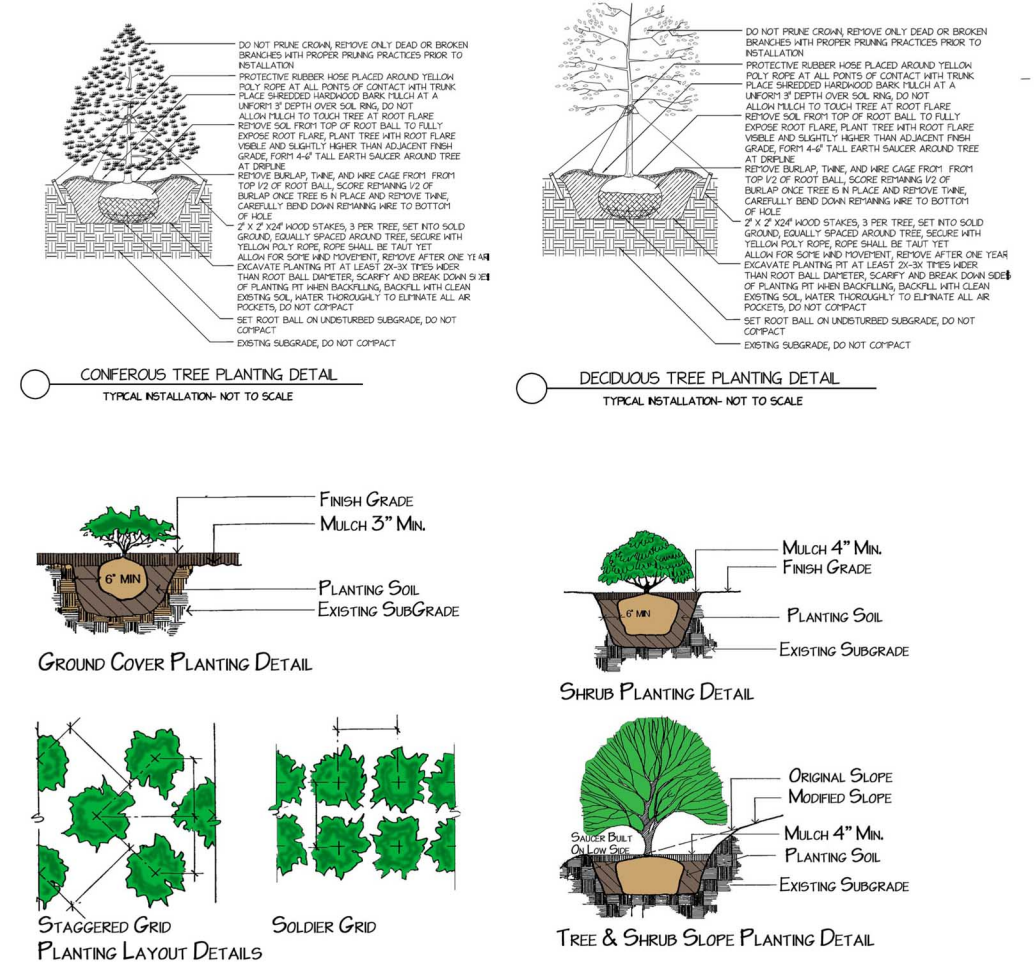 DO NOT PRUNE CROWN, REMOVE ONLY DEAD OR BROKEN
BRANCHES WITH PROPER PRUNING PRACTICES PRIOR TO
INSTALLATION
PROTECTIVE RUBBER HOSE PLACED AROUND YELLOW
POLY ROPE AT ALL PONTS OF CONTACT WITH TRUNK
PLACE SHREDDED HARDWOOD BARK MULCH AT A
UNIFORM 3" DEPTH OVER SOIL RING, DO NOT
ALLOW MULCH TO TOUCH TREE AT ROOT FLARE
REMOVE SOIL FROM TOP OF ROOT BALL TO FULLY
EXPOSE ROOT FLARE, PLANT TREE WITH ROOT FLARE
VISIBLE AND SLIGHTLY HIGHER THAN ADJACENT FINISH
GRADE, FORM 4-6" TALL EARTH SAUCER AROUND TREE
AT DRIPLINE
REMOVE BURLAP, TWINE, AND WIRE CAGE FROM FROM
TOP 1/2 OF ROOT BALL, SCORE REMAINING 1/2 OF
BURLAP ONCE TREE IS IN PLACE AND REMOVE TWINE,
CAREFULLY BEND DOWN REMAINING WIRE TO BOTTOM
OF HOLE
2" X 2" X24" WOOD STAKES, 3 PER TREE, SET INTO SOLID
GROUND, EQUALLY SPACED AROUND TREE, SECURE WITH
YELLOW POLY ROPE, ROPE SHALL BE TAUT YET
ALLOW FOR SOME WIND MOVEMENT, REMOVE AFTER ONE YEAR
EXCAVATE PLANTING PIT AT LEAST 2X-3X TIMES WIDER
THAN ROOT BALL DIAMETER, SCARIFY AND BREAK DOWN SIDES
OF PLANTING PIT WHEN BACKFILLING, BACKFILL WITH CLEAN
EXISTING SOIL, WATER THOROUGHLY TO ELIMINATE ALL AIR
POCKETS, DO NOT COMPACT
SET ROOT BALL ON UNDISTURBED SUBGRADE, DO NOT
COMPACT
EXISTING SUBGRADE, DO NOT COMPACT
CONIFEROUS TREE PLANTING DETAIL
TYPICAL INSTALLATION- NOT TO SCALE
DO NOT PRUNE CROWN, REMOVE ONLY DEAD OR BROKEN
BRANCHES WITH PROPER PRUNING PRACTICES PRIOR TO
INSTALLATION
PROTECTIVE RUBBER HOSE PLACED AROUND YELLOW
POLY ROPE AT ALL PONTS OF CONTACT WITH TRUNK
PLACE SHREDDED HARDWOOD BARK MULCH AT A
UNIFORM 3" DEPTH OVER SOIL RING, DO NOT
ALLOW MULCH TO TOUCH TREE AT ROOT FLARE
REMOVE SOIL FROM TOP OF ROOT BALL TO FULLY
EXPOSE ROOT FLARE, PLANT TREE WITH ROOT FLARE
VISIBLE AND SLIGHTLY HIGHER THAN ADJACENT FINISH
GRADE, FORM 4-6" TALL EARTH SAUCER AROUND TREE
AT DRIPLINE
REMOVE BURLAP, TWINE, AND WIRE CAGE FROM FROM
TOP 1/2 OF ROOT BALL, SCORE REMAINING 1/2 OF
BURLAP ONCE TREE IS IN PLACE AND REMOVE TWINE,
CAREFULLY BEND DOWN REMAINING WIRE TO BOTTOM
OF HOLE
2" X 2" X24" WOOD STAKES, 3 PER TREE, SET INTO SOLID
GROUND, EQUALLY SPACED AROUND TREE, SECURE WITH
YELLOW POLY ROPE, ROPE SHALL BE TAUT YET
ALLOW FOR SOME WIND MOVEMENT, REMOVE AFTER ONE YEAR
EXCAVATE PLANTING PIT AT LEAST 2X-3X TIMES WIDER
THAN ROOT BALL DIAMETER, SCARIFY AND BREAK DOWN SIDES
OF PLANTING PIT WHEN BACKFILLING, BACKFILL WITH CLEAN
EXISTING SOIL, WATER THOROUGHLY TO ELIMINATE ALL AIR
POCKETS, DO NOT COMPACT
SET ROOT BALL ON UNDISTURBED SUBGRADE, DO NOT
COMPACT
EXISTING SUBGRADE, DO NOT COMPACT
DECIDUOUS TREE PLANTING DETAIL
TYPICAL INSTALLATION- NOT TO SCALE
FINISH GRADE
MULCH 3" MIN.
6" MIN
PLANTING SOIL
EXISTING SUBGRADE
GROUND COVER PLANTING DETAIL
MULCH 4" MIN.
FINISH GRADE
6" MIN
PLANTING SOIL
EXISTING SUBGRADE
SHRUB PLANTING DETAIL
STAGGERED GRID
SOLDIER GRID
PLANTING LAYOUT DETAILS
ORIGINAL SLOPE
MODIFIED SLOPE
SAUCER BUILT
ON LOW SIDE
MULCH 4" MIN.
PLANTING SOIL
EXISTING SUBGRADE
TREE & SHRUB SLOPE PLANTING DETAIL